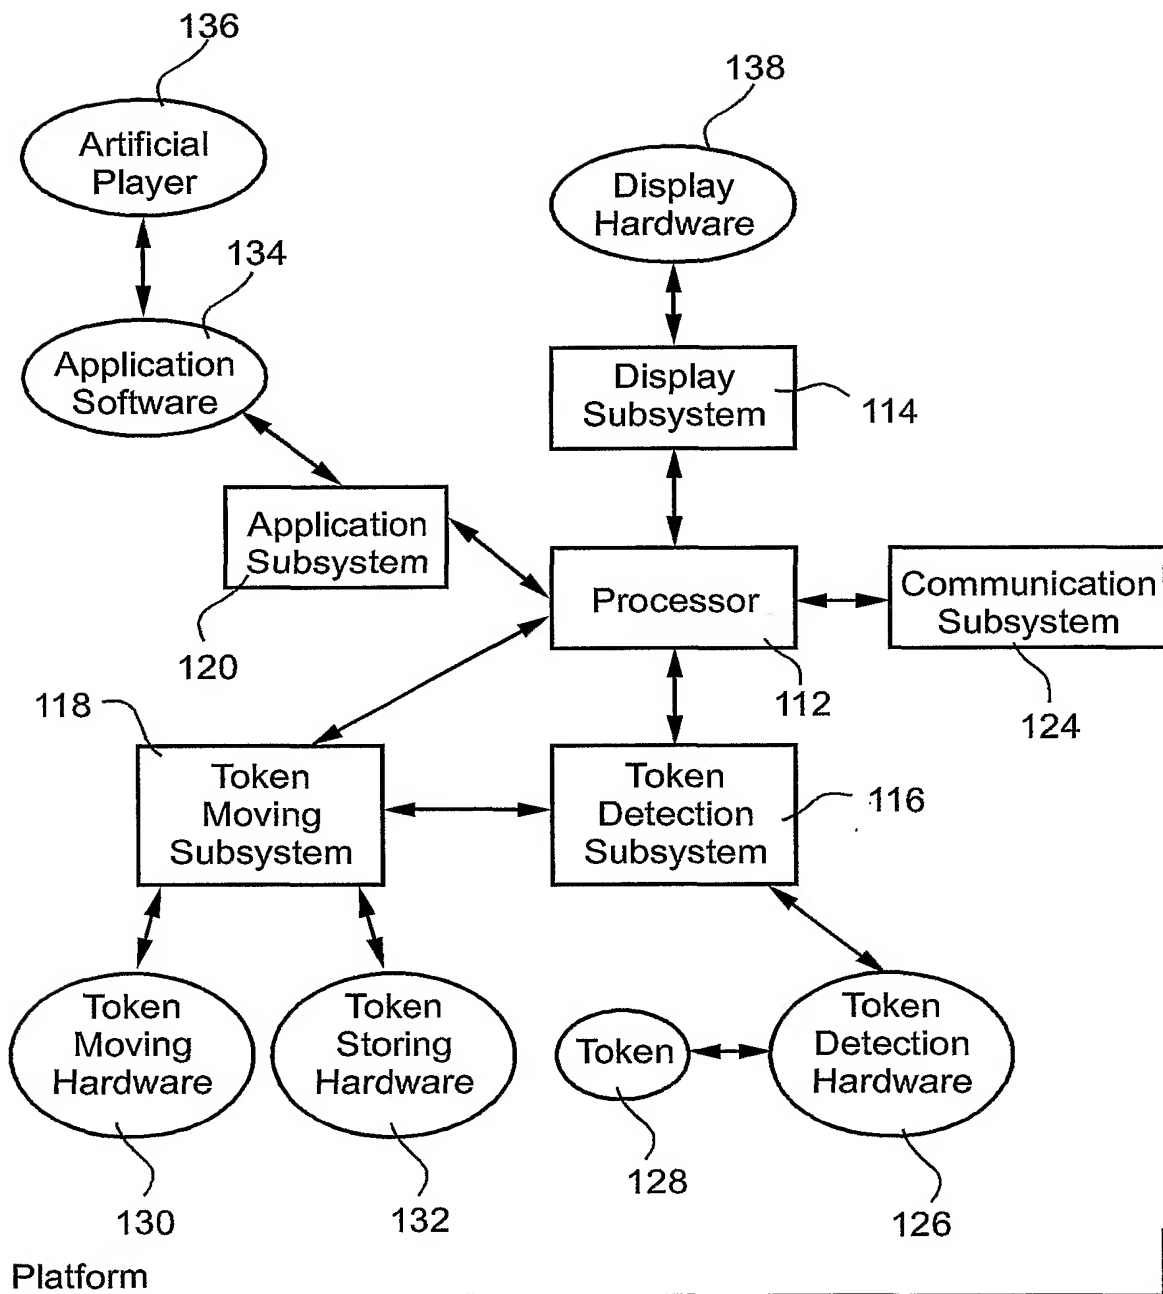 136
Artificial
Player
138
Display
Hardware
134
Application
Software
Display
Subsystem
114
Application
Subsystem
120
Processor
112
Communication
Subsystem
124
118
Token
Moving
Subsystem
Token
Detection
Subsystem
116
Token
Moving
Hardware
130
Token
Storing
Hardware
132
Token
128
Token
Detection
Hardware
126
Platform